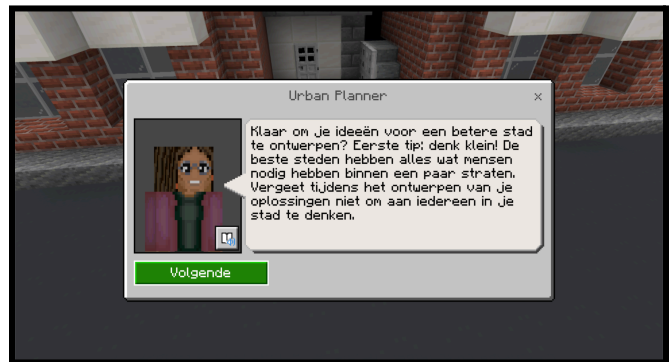 Urban Planner
x
Klaar om je ideeën voor een betere stad
te ontwerpen? Eerste tip: denk klein! De
beste steden hebben alles wat mensen
nodig hebben binnen een paar straten.
Vergeet tijdens het ontwerpen van je
oplossingen niet om aan iedereen in je
stad te denken.
Volgende